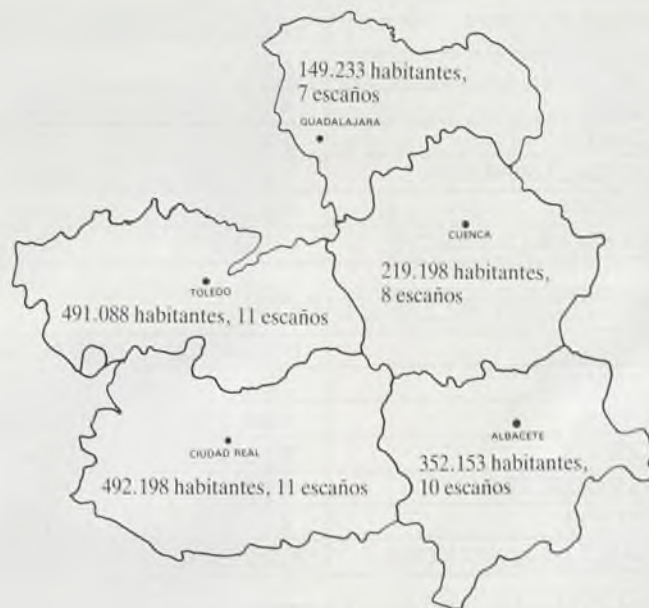 149.233 habitantes,
7 escaños
GUADALAJARA
CUENCA
219.198 habitantes,
8 escaños
TOLEDO
491.088 habitantes, 11 escaños
ALBACETE
352.153 habitantes,
10 escaños
CIUDAD REAL
492.198 habitantes, 11 escaños